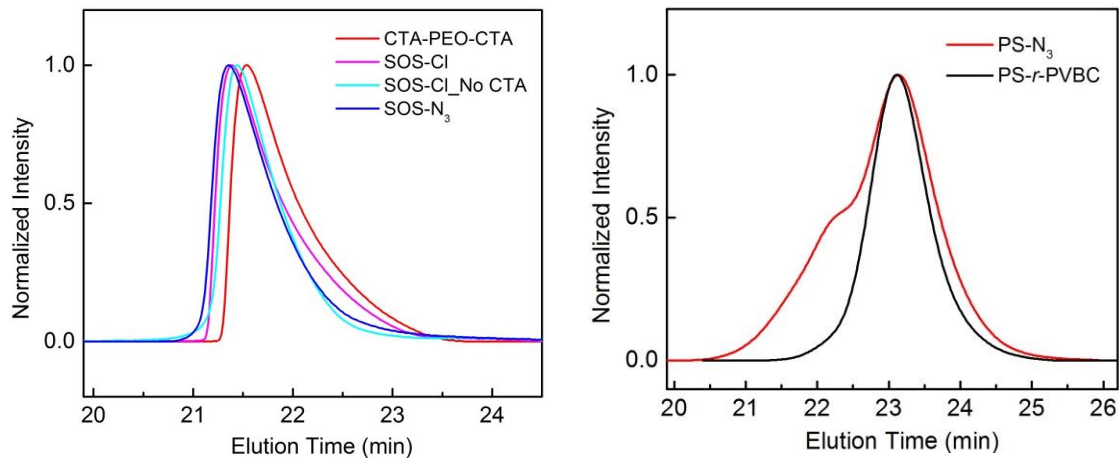 CTA-PEO-CTA
SOS-Cl
SOS-Cl_No CTA
SOS-N₃
1.0
0.5
0.0
Normalized Intensity
20 21 22 23 24
Elution Time (min)
PS-N₃
PS-r-PVBC
1.0
0.5
0.0
Normalized Intensity
20 21 22 23 24 25 26
Elution Time (min)